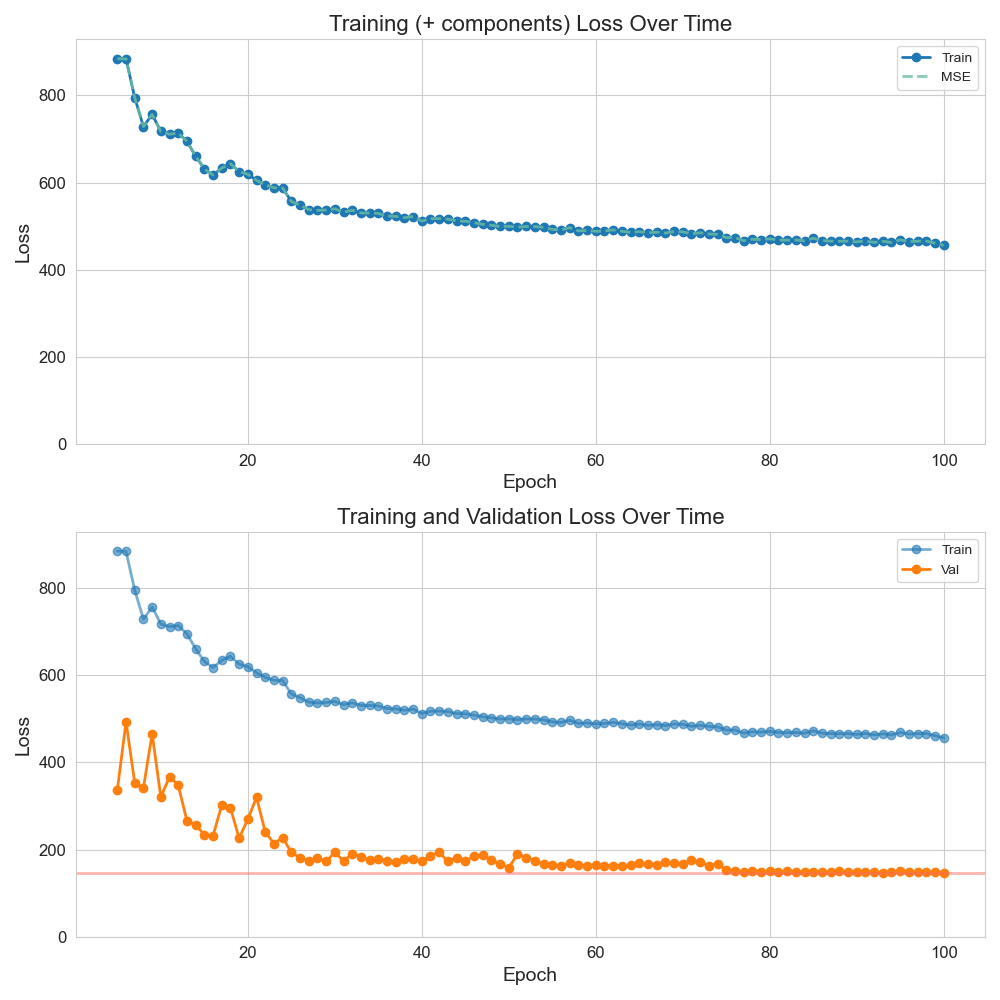 Training (+ components) Loss Over Time
Train
MSE
Loss
800
600
400
200
0
20 40 60 80 100
Epoch
Training and Validation Loss Over Time
Train
Val
Loss
800
600
400
200
0
20 40 60 80 100
Epoch